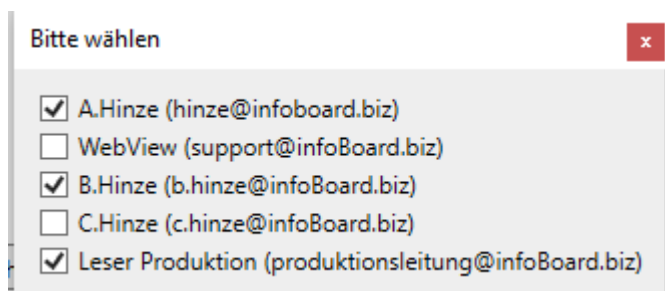 Bitte wählen
x
A.Hinze (hinze@infoboard.biz)
WebView (support@infoBoard.biz)
B.Hinze (b.hinze@infoBoard.biz)
C.Hinze (c.hinze@infoBoard.biz)
Leser Produktion (produktionsleitung@infoBoard.biz)